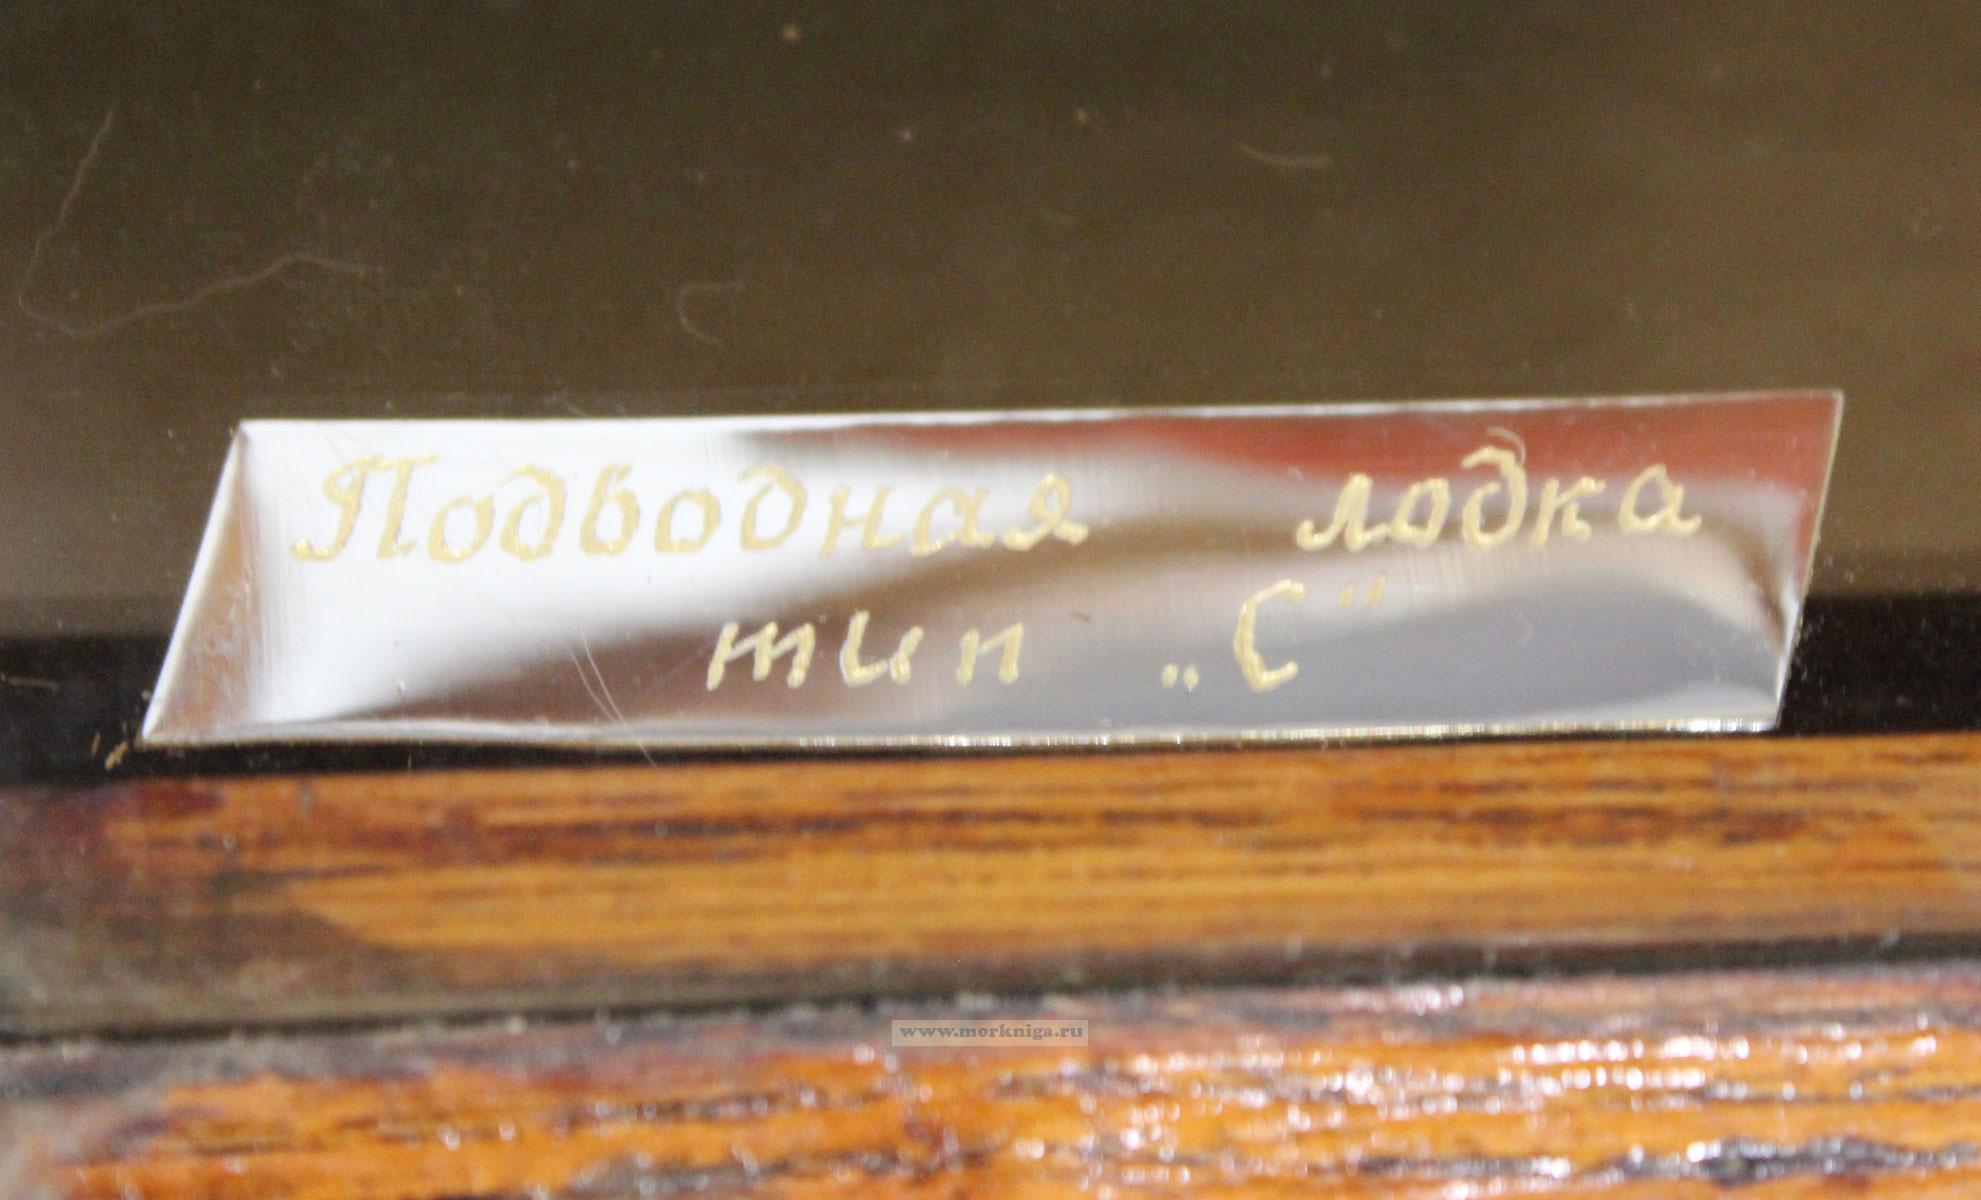 Подводная лодка
тип „С"
www.morkniga.ru